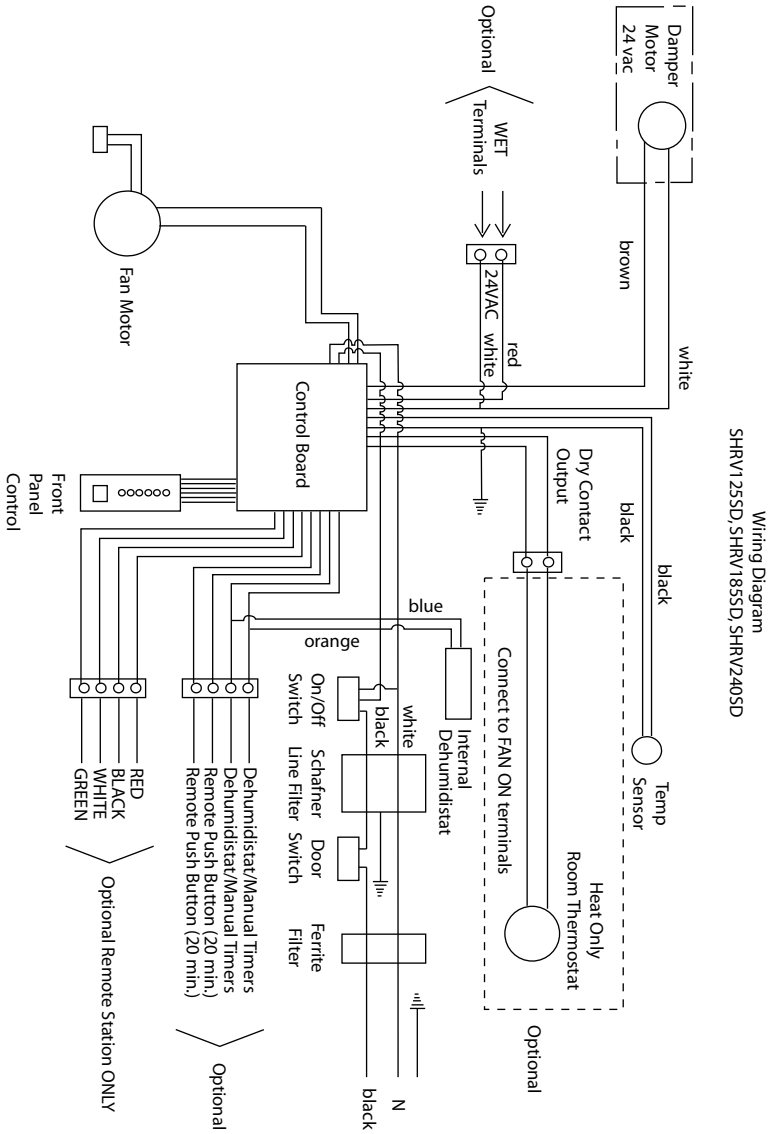 Wiring Diagram
SHRV125SD, SHRV185SD, SHRV240SD
Temp
Sensor
black
black
white
brown
Damper
Motor
24 vac
Heat Only
Room Thermostat
Connect to FAN ON terminals
Optional
Dry Contact
Output
red
white
24VAC
WET
Terminals
Optional
Internal
Dehumidistat
blue
orange
N
black
Ferrite
Filter
Door
Switch
Schafner
Line Filter
On/Off
Switch
white
black
Control Board
Fan Motor
Front
Panel
Control
Dehumidistat/Manual Timers
Dehumidistat/Manual Timers
Remote Push Button (20 min.)
Remote Push Button (20 min.)
Optional
RED
BLACK
WHITE
GREEN
Optional Remote Station ONLY